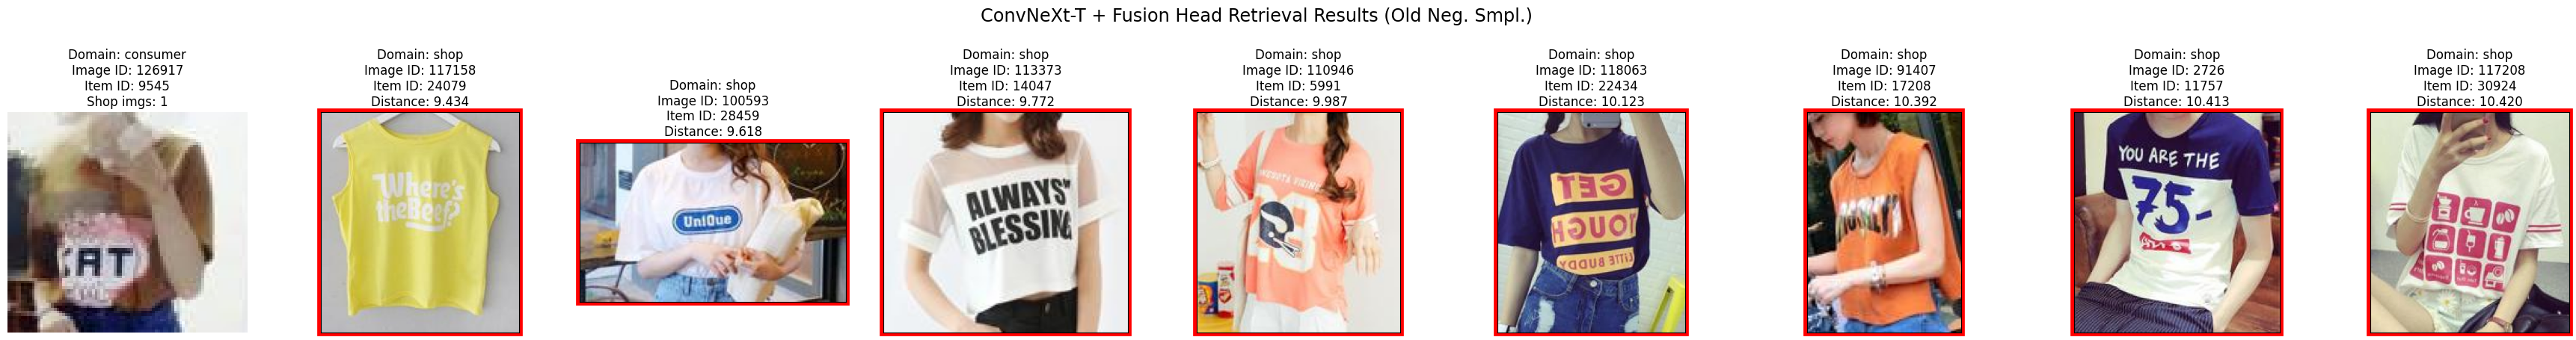 ConvNeXt-T + Fusion Head Retrieval Results (Old Neg. Smpl.)
Domain: consumer
Image ID: 126917
Item ID: 9545
Shop imgs: 1
AT
Domain: shop
Image ID: 117158
Item ID: 24079
Distance: 9.434
Where's
theBeef?
Domain: shop
Image ID: 100593
Item ID: 28459
Distance: 9.618
UniQue
Domain: shop
Image ID: 113373
Item ID: 14047
Distance: 9.772
ALWAYS
BLESSING
Domain: shop
Image ID: 110946
Item ID: 5991
Distance: 9.987
Domain: shop
Image ID: 118063
Item ID: 22434
Distance: 10.123
GET
TOUGH
LITTE BUDDY
Domain: shop
Image ID: 91407
Item ID: 17208
Distance: 10.392
Domain: shop
Image ID: 2726
Item ID: 11757
Distance: 10.413
YOU ARE THE
75-
Domain: shop
Image ID: 117208
Item ID: 30924
Distance: 10.420